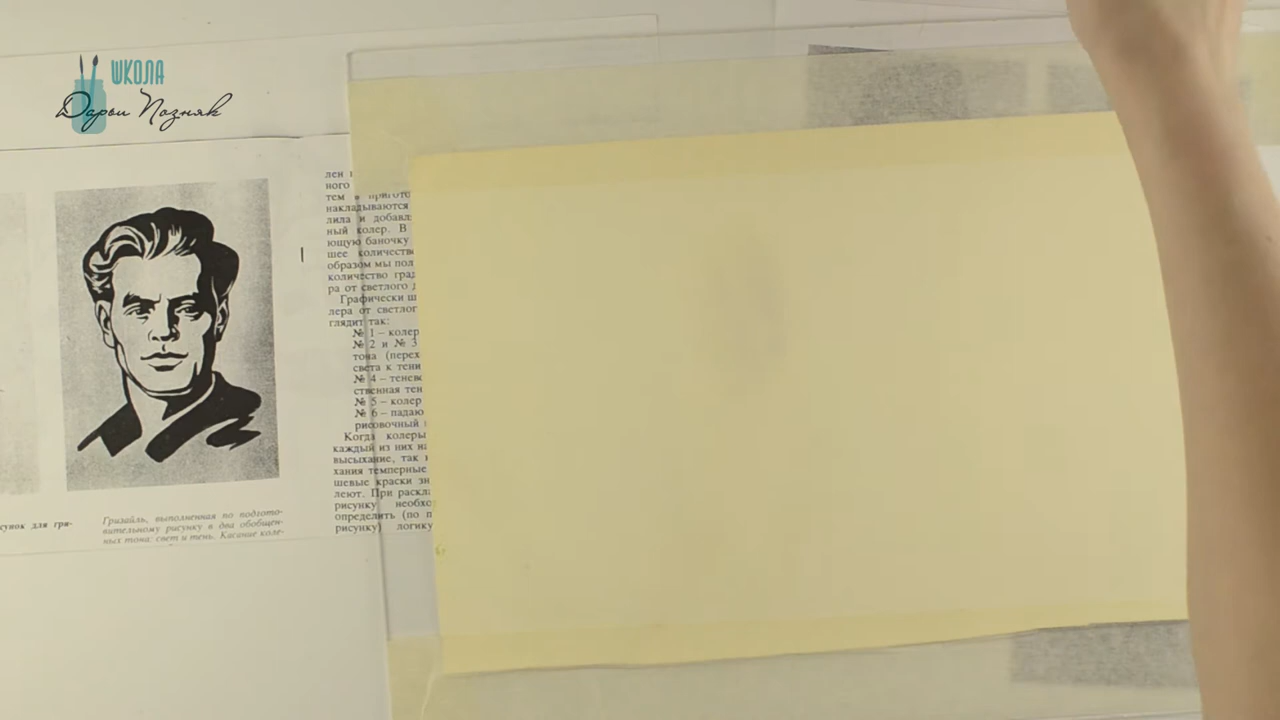 ШКОЛА
Дарьи Позняк
лен
ного
тем в пригото
накладываются
лила и добавл
ный колер. В
ющую баночку
шее количеств
образом мы пол
количество град
ра от светлого
Графически ш
лера от светлог
глядит так:
№ 1 – колер
№ 2 и № 3
тона (перех
света к тени
№ 4 – тенев
ственная тен
№ 5 – колер
№ 6 – падаю
рисовочный
Когда колеры
каждый из них на
высыхание, так
хания темперные
шевые краски зн
леют. При раскл
рисунку необхо
определить (по п
рисунку) логику
сунок для гри-
Гризайль, выполненная по подгото-
вительному рисунку в два обобщен-
ных тона: свет и тень. Касание коле-